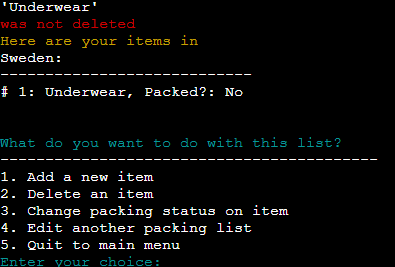 'Underwear'
was not deleted
Here are your items in
Sweden:
----------------------------
# 1: Underwear, Packed?: No
What do you want to do with this list?
------------------------------------------
1. Add a new item
2. Delete an item
3. Change packing status on item
4. Edit another packing list
5. Quit to main menu
Enter your choice: